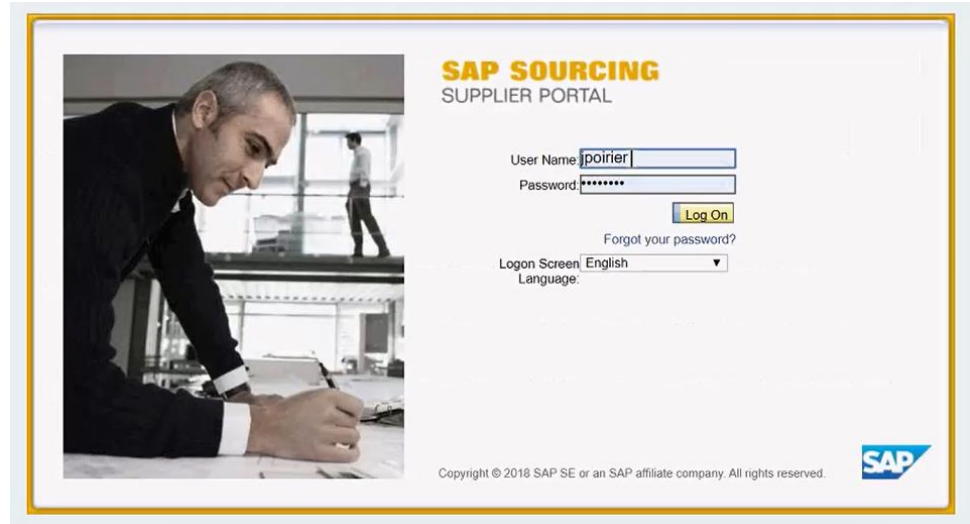 SAP SOURCING
SUPPLIER PORTAL
User Name: jpoirier
Password: ••••••••
Log On
Forgot your password?
Logon Screen Language: English
Copyright © 2018 SAP SE or an SAP affiliate company. All rights reserved.
SAP